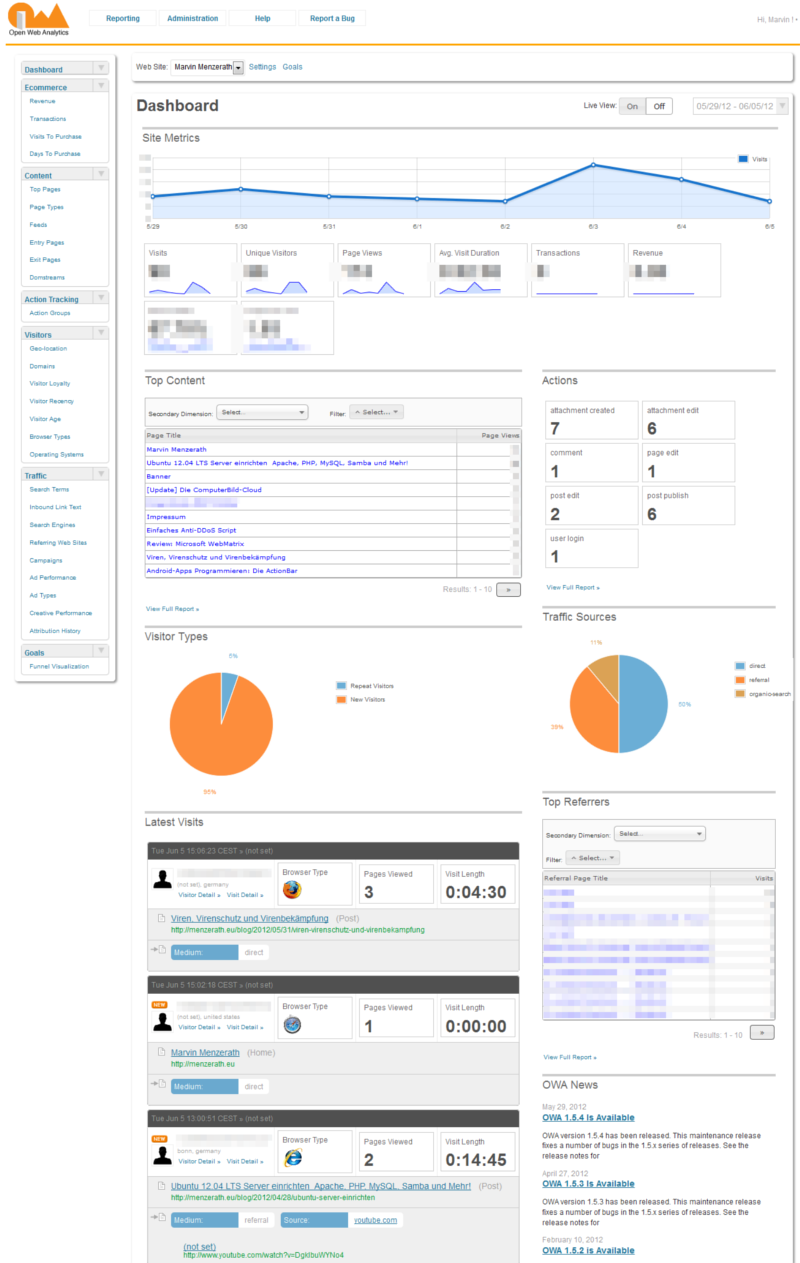 Open Web Analytics
Reporting
Administration
Help
Report a Bug
Hi, Marvin !
Dashboard
Ecommerce
Revenue
Transactions
Visits To Purchase
Days To Purchase
Content
Top Pages
Page Types
Feeds
Entry Pages
Exit Pages
Domstreams
Action Tracking
Action Groups
Visitors
Geo-location
Domains
Visitor Loyalty
Visitor Recency
Visitor Age
Browser Types
Operating Systems
Traffic
Search Terms
Inbound Link Text
Search Engines
Referring Web Sites
Campaigns
Ad Performance
Ad Types
Creative Performance
Attribution History
Goals
Funnel Visualization
Web Site: Marvin Menzerath Settings Goals
Dashboard
Live View: On Off
05/29/12 - 06/05/12
Site Metrics
Visits
5/29 5/30 5/31 6/1 6/2 6/3 6/4 6/5
Visits
Unique Visitors
Page Views
Avg. Visit Duration
Transactions
Revenue
Top Content
Secondary Dimension: Select... Filter: Select...
Page Title Page Views
Marvin Menzerath
Ubuntu 12.04 LTS Server einrichten Apache, PHP, MySQL, Samba und Mehr!
Banner
[Update] Die ComputerBild-Cloud
Impressum
Einfaches Anti-DDoS Script
Review: Microsoft WebMatrix
Viren, Virenschutz und Virenbekämpfung
Android-Apps Programmieren: Die ActionBar
Results: 1 - 10 »
View Full Report »
Actions
attachment created
7
attachment edit
6
comment
1
page edit
1
post edit
2
post publish
6
user login
1
View Full Report »
Visitor Types
5%
95%
Repeat Visitors
New Visitors
Traffic Sources
11%
50%
39%
direct
referral
organic-search
Latest Visits
Tue Jun 5 15:06:23 CEST » (not set)
(not set), germany
Visitor Detail » Visit Detail »
Browser Type
Pages Viewed
3
Visit Length
0:04:30
Viren, Virenschutz und Virenbekämpfung (Post)
http://menzerath.eu/blog/2012/05/31/viren-virenschutz-und-virenbekampfung
Medium: direct
Tue Jun 5 15:02:18 CEST » (not set)
NEW
(not set), united states
Visitor Detail » Visit Detail »
Browser Type
Pages Viewed
1
Visit Length
0:00:00
Marvin Menzerath (Home)
http://menzerath.eu
Medium: direct
Tue Jun 5 13:00:51 CEST » (not set)
NEW
bonn, germany
Visitor Detail » Visit Detail »
Browser Type
Pages Viewed
2
Visit Length
0:14:45
Ubuntu 12.04 LTS Server einrichten Apache, PHP, MySQL, Samba und Mehr! (Post)
http://menzerath.eu/blog/2012/04/28/ubuntu-server-einrichten
Medium: referral Source: youtube.com
(not set)
http://www.youtube.com/watch?v=DgklbuWYNo4
Top Referrers
Secondary Dimension: Select...
Filter: Select...
Referral Page Title Visits
Results: 1 - 10 »
View Full Report »
OWA News
May 29, 2012
OWA 1.5.4 Is Available
OWA version 1.5.4 has been released. This maintenance release
fixes a number of bugs in the 1.5.x series of releases. See the
release notes for
April 27, 2012
OWA 1.5.3 Is Available
OWA version 1.5.3 has been released. This maintenance release
fixes a number of bugs in the 1.5.x series of releases. See the
release notes for
February 10, 2012
OWA 1.5.2 is Available